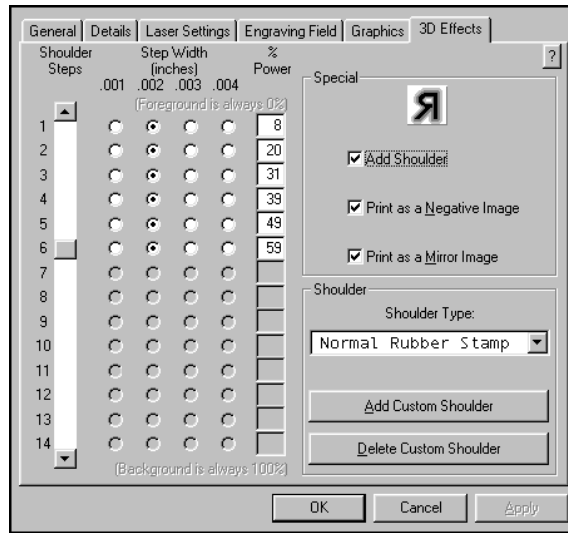 General Details Laser Settings Engraving Field Graphics 3D Effects
?
Shoulder Steps
Step Width (inches)
% Power
.001 .002 .003 .004
(Foreground is always 0%)
1 8
2 20
3 31
4 39
5 49
6 59
7
8
9
10
11
12
13
14
(Background is always 100%)
Special
Я
Add Shoulder
Print as a Negative Image
Print as a Mirror Image
Shoulder
Shoulder Type:
Normal Rubber Stamp
Add Custom Shoulder
Delete Custom Shoulder
OK Cancel Apply